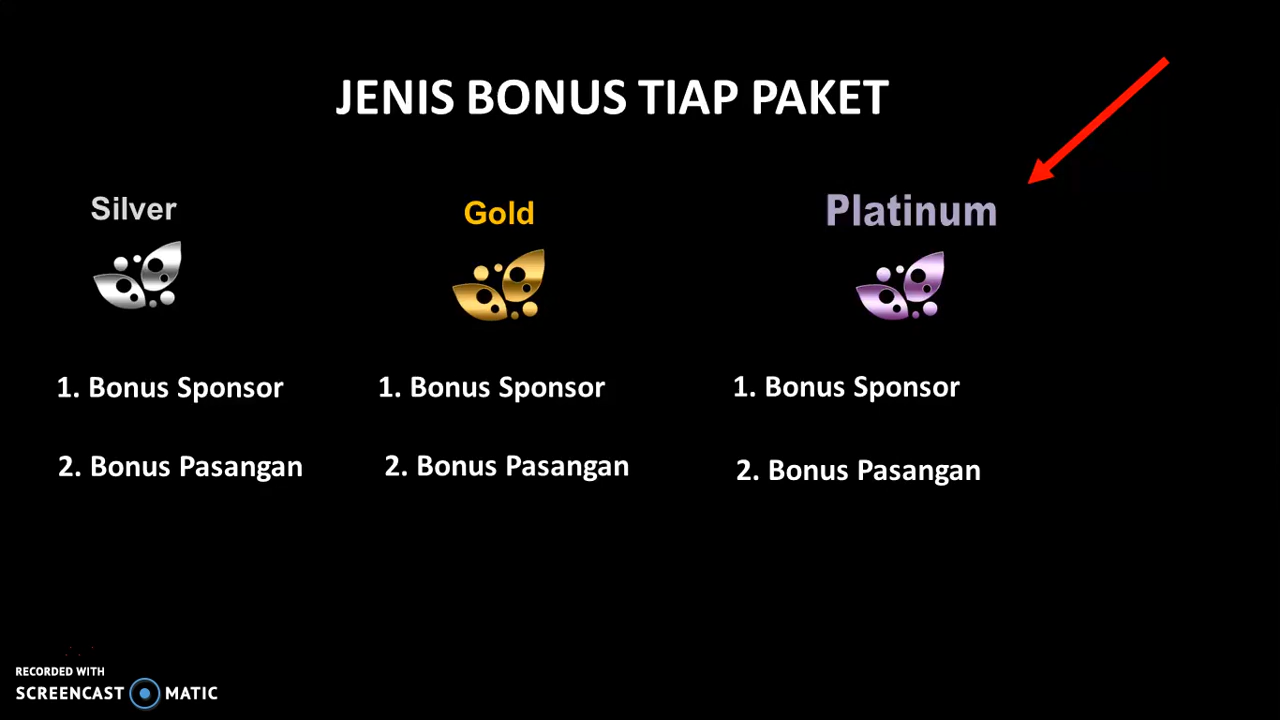 JENIS BONUS TIAP PAKET
Silver
Gold
Platinum
1. Bonus Sponsor
1. Bonus Sponsor
1. Bonus Sponsor
2. Bonus Pasangan
2. Bonus Pasangan
2. Bonus Pasangan
RECORDED WITH
SCREENCAST MATIC